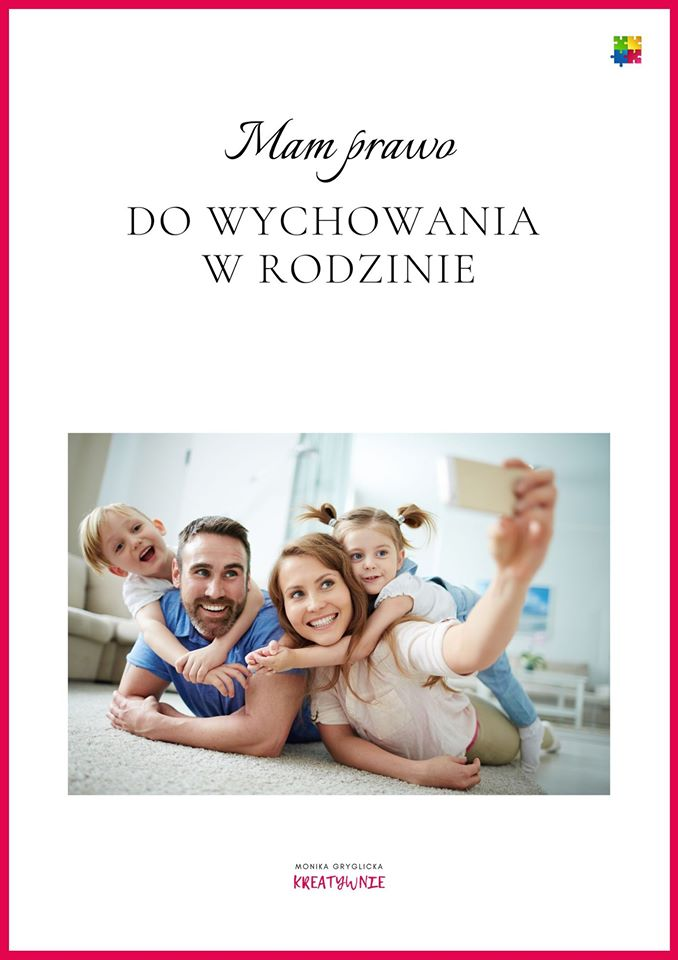 Mam prawo
DO WYCHOWANIA
W RODZINIE
MONIKA GRYGLICKA
KREATYWNIE